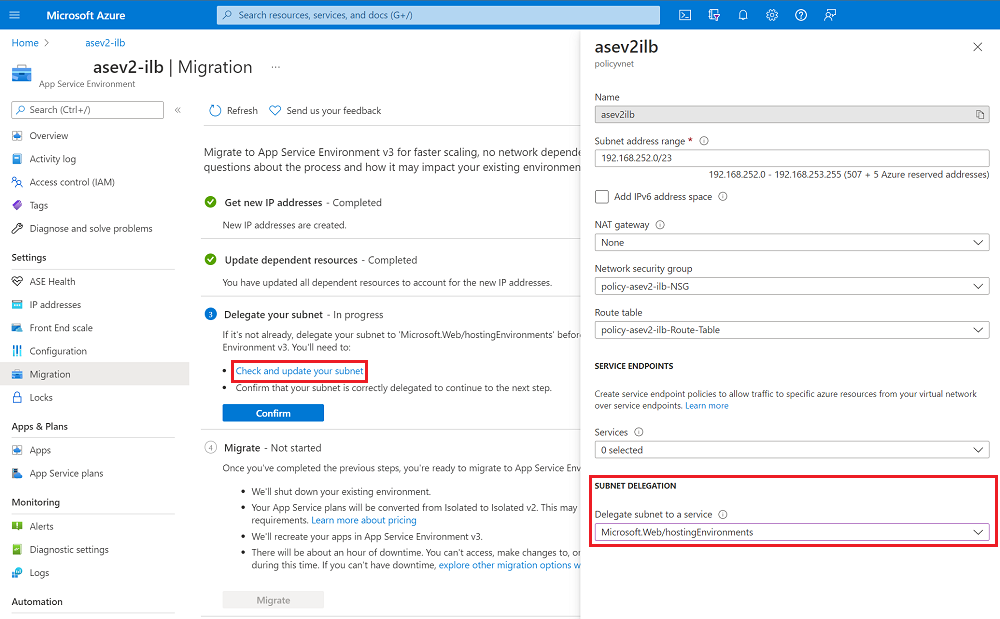 Microsoft Azure
Search resources, services, and docs (G+/)
Home
asev2-ilb
asev2-ilb | Migration
...
App Service Environment
Search (Ctrl+/)
«
Overview
Activity log
Access control (IAM)
Tags
Diagnose and solve problems
Settings
ASE Health
IP addresses
Front End scale
Configuration
Migration
Locks
Apps & Plans
Apps
App Service plans
Monitoring
Alerts
Diagnostic settings
Logs
Automation
Refresh
Send us your feedback
Migrate to App Service Environment v3 for faster scaling, no network depende
questions about the process and how it may impact your existing environmen
Get new IP addresses - Completed
New IP addresses are created.
Update dependent resources - Completed
You have updated all dependent resources to account for the new IP addresses.
3 Delegate your subnet - In progress
If it's not already, delegate your subnet to 'Microsoft.Web/hostingEnvironments' befor
Environment v3. You'll need to:
• Check and update your subnet
• Confirm that your subnet is correctly delegated to continue to the next step.
Confirm
4 Migrate - Not started
Once you've completed the previous steps, you're ready to migrate to App Service Env
• We'll shut down your existing environment.
• Your App Service plans will be converted from Isolated to Isolated v2. This may
requirements. Learn more about pricing
• We'll recreate your apps in App Service Environment v3.
• There will be about an hour of downtime. You can't access, make changes to, or
during this time. If you can't have downtime, explore other migration options w
Migrate
asev2ilb
policyvnet
Name
asev2ilb
Subnet address range *
192.168.252.0/23
192.168.252.0 - 192.168.253.255 (507 + 5 Azure reserved addresses)
Add IPv6 address space
NAT gateway
None
Network security group
policy-asev2-ilb-NSG
Route table
policy-asev2-ilb-Route-Table
SERVICE ENDPOINTS
Create service endpoint policies to allow traffic to specific azure resources from your virtual network
over service endpoints. Learn more
Services
0 selected
SUBNET DELEGATION
Delegate subnet to a service
Microsoft.Web/hostingEnvironments